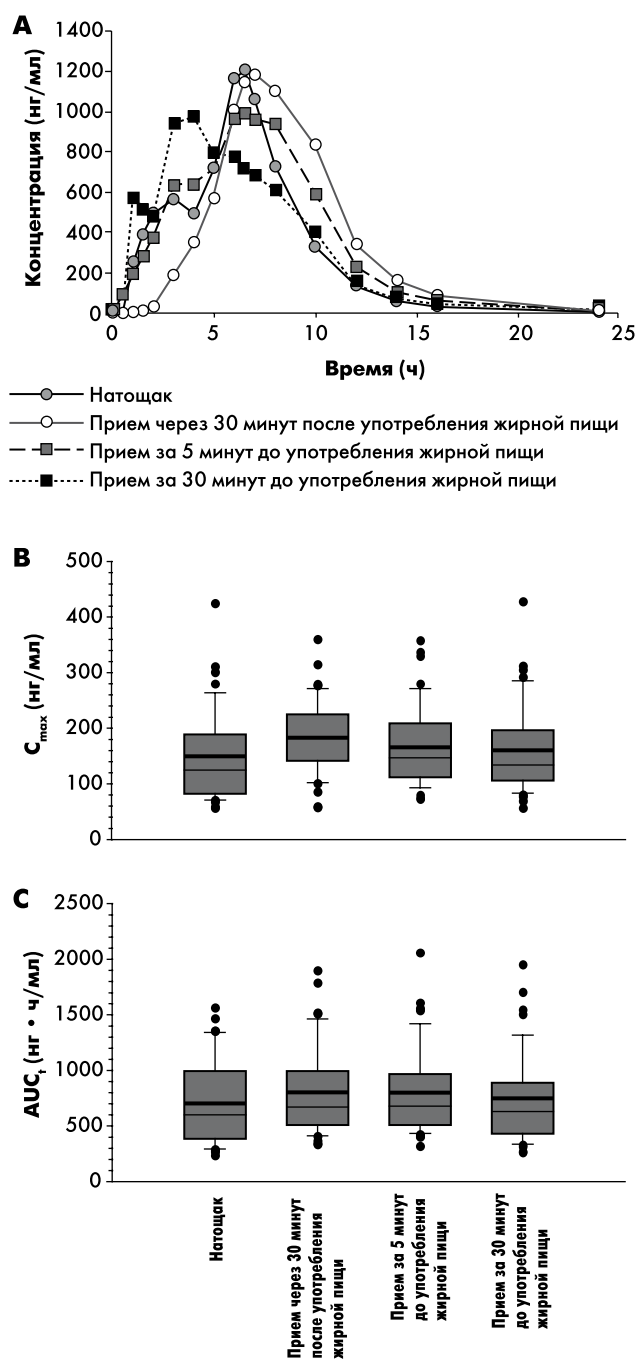 A
1400
1200
1000
800
600
400
200
0
Концентрация (нг/мл)
0
5
10
15
20
25
Время (ч)
Натощак
Прием через 30 минут после употребления жирной пищи
Прием за 5 минут до употребления жирной пищи
Прием за 30 минут до употребления жирной пищи
B
500
400
300
200
100
0
Cmax (нг/мл)
C
2500
2000
1500
1000
500
0
AUCt (нг • ч/мл)
Натощак
Прием через 30 минут
после употребления
жирной пищи
Прием за 5 минут
до употребления
жирной пищи
Прием за 30 минут
до употребления
жирной пищи